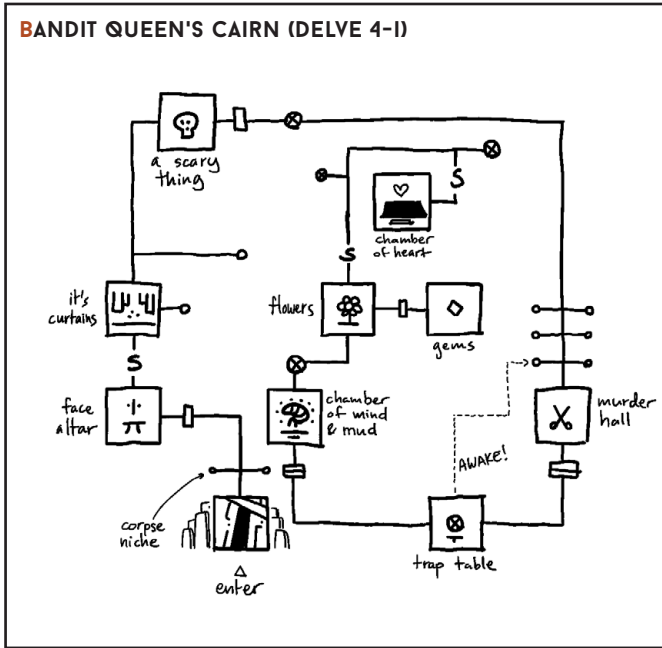 BANDIT QUEEN'S CAIRN (DELVE 4-1)
a scary
thing
S
chamber
of heart
S
it's
curtains
flowers
gems
S
face
altar
chamber
of mind
& mud
murder
hall
AWAKE!
corpse
niche
enter
trap table